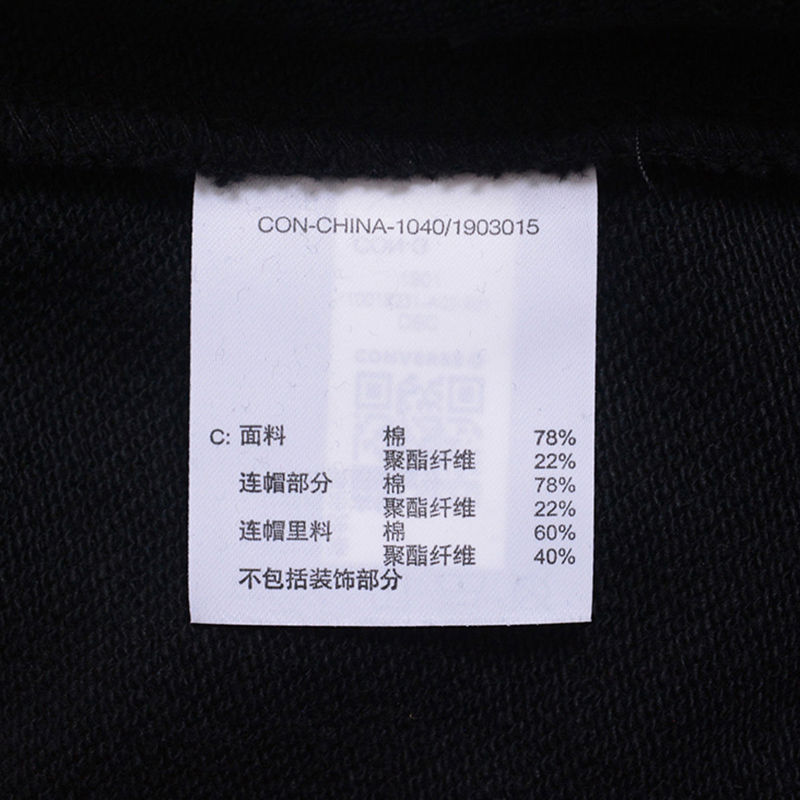 CON-CHINA-1040/1903015
C: 面料 棉 78%
聚酯纤维 22%
连帽部分 棉 78%
聚酯纤维 22%
连帽里料 棉 60%
聚酯纤维 40%
不包括装饰部分